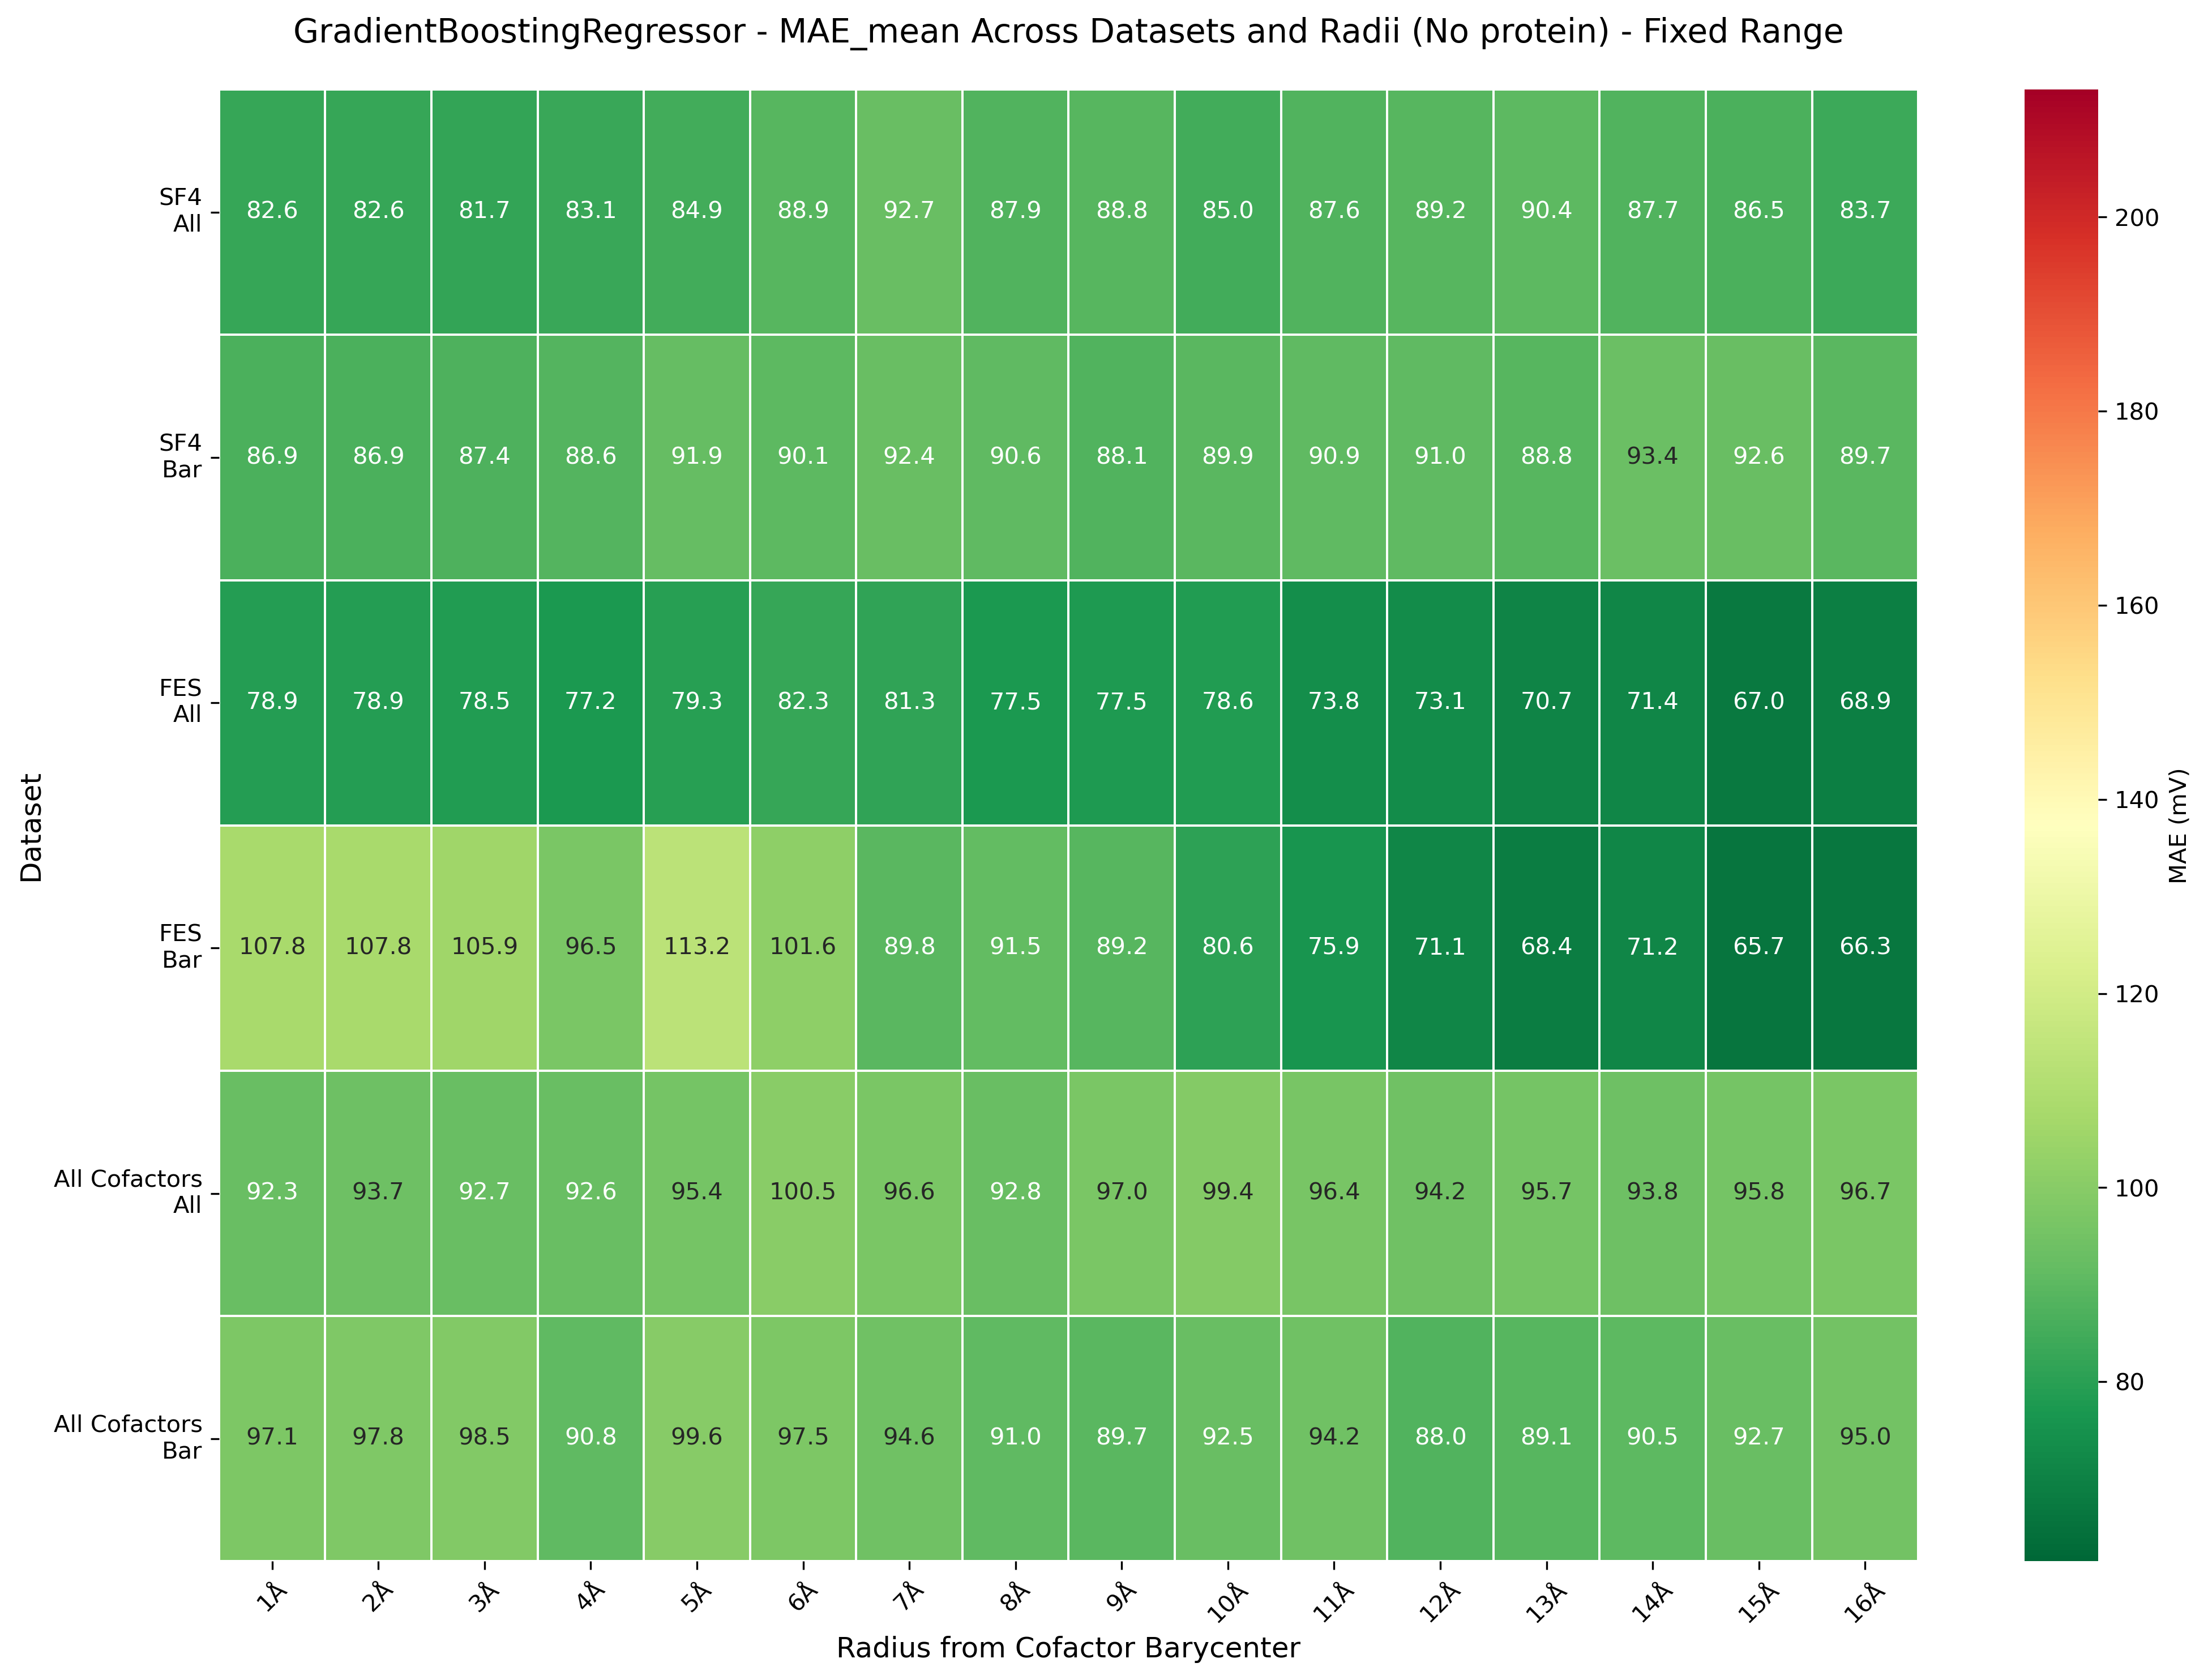 GradientBoostingRegressor - MAE_mean Across Datasets and Radii (No protein) - Fixed Range
SF4
All
82.6 82.6 81.7 83.1 84.9 88.9 92.7 87.9 88.8 85.0 87.6 89.2 90.4 87.7 86.5 83.7
SF4
Bar
86.9 86.9 87.4 88.6 91.9 90.1 92.4 90.6 88.1 89.9 90.9 91.0 88.8 93.4 92.6 89.7
FES
All
78.9 78.9 78.5 77.2 79.3 82.3 81.3 77.5 77.5 78.6 73.8 73.1 70.7 71.4 67.0 68.9
FES
Bar
107.8 107.8 105.9 96.5 113.2 101.6 89.8 91.5 89.2 80.6 75.9 71.1 68.4 71.2 65.7 66.3
All Cofactors
All
92.3 93.7 92.7 92.6 95.4 100.5 96.6 92.8 97.0 99.4 96.4 94.2 95.7 93.8 95.8 96.7
All Cofactors
Bar
97.1 97.8 98.5 90.8 99.6 97.5 94.6 91.0 89.7 92.5 94.2 88.0 89.1 90.5 92.7 95.0
1Å 2Å 3Å 4Å 5Å 6Å 7Å 8Å 9Å 10Å 11Å 12Å 13Å 14Å 15Å 16Å
Radius from Cofactor Barycenter
Dataset
200
180
160
140
120
100
80
MAE (mV)